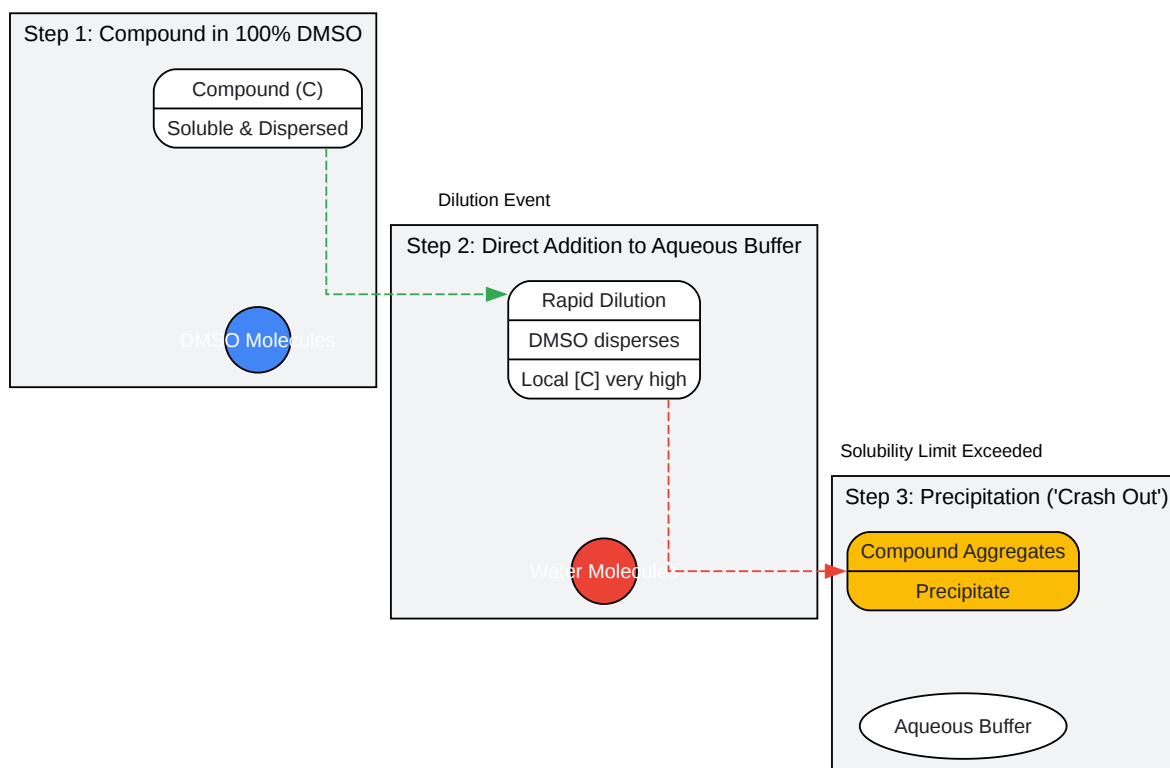 Step 1: Compound in 100% DMSO
Compound (C)
Soluble & Dispersed
DMSO Molecules
Dilution Event
Step 2: Direct Addition to Aqueous Buffer
Rapid Dilution
DMSO disperses
Local [C] very high
Water Molecules
Solubility Limit Exceeded
Step 3: Precipitation ('Crash Out')
Compound Aggregates
Precipitate
Aqueous Buffer